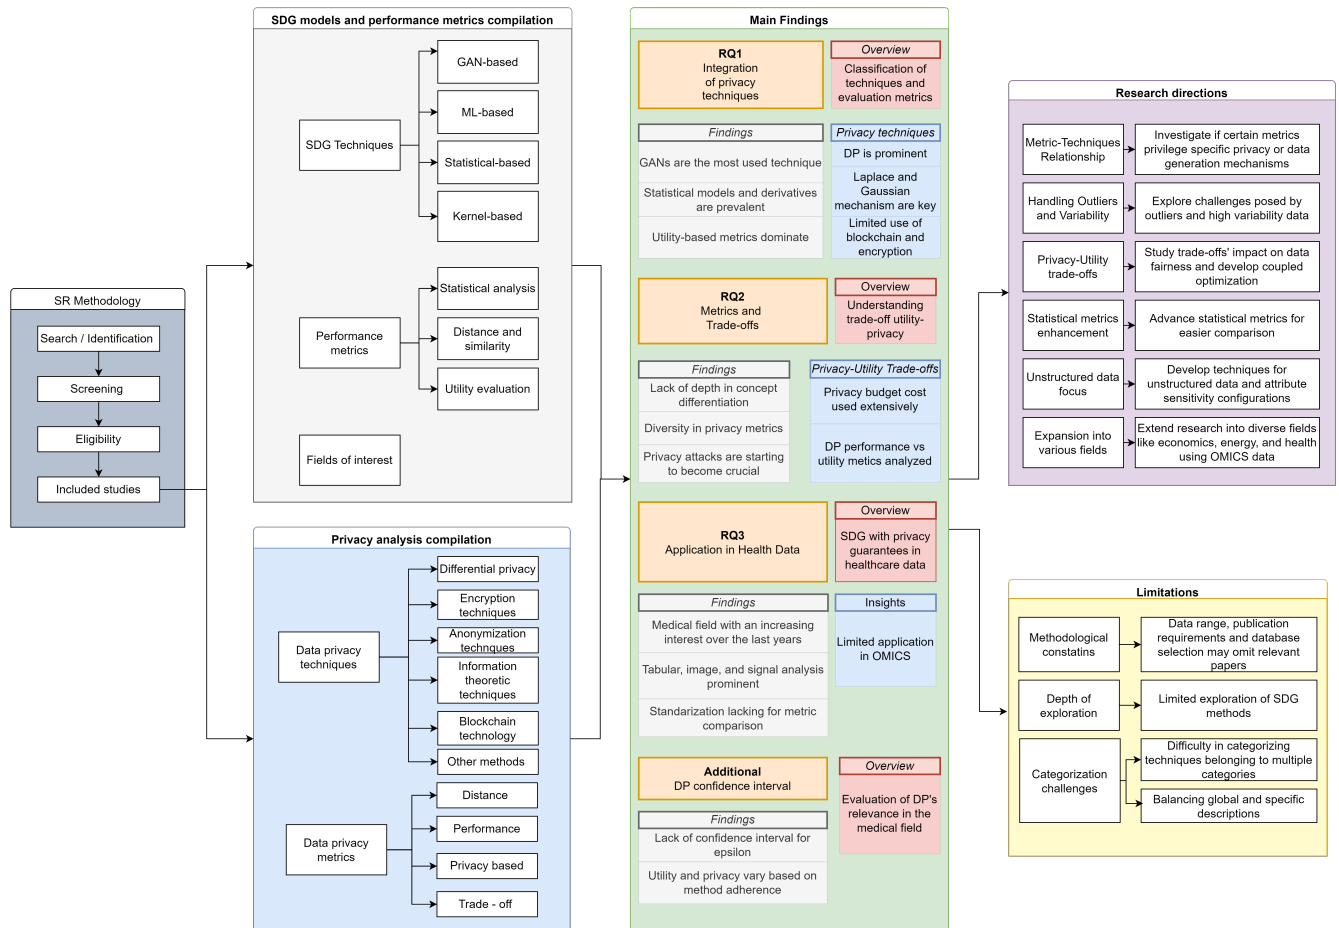 SR Methodology
Search / Identification
Screening
Eligibility
Included studies
SDG models and performance metrics compilation
SDG Techniques
GAN-based
ML-based
Statistical-based
Kernel-based
Performance
metrics
Statistical analysis
Distance and
similarity
Utility evaluation
Fields of interest
Privacy analysis compilation
Data privacy
techniques
Differential privacy
Encryption
techniques
Anonymization
technques
Information
theoretic
techniques
Blockchain
technology
Other methods
Data privacy
metrics
Distance
Performance
Privacy based
Trade - off
Main Findings
RQ1
Integration
of privacy
techniques
Overview
Classification of
techniques and
evaluation metrics
Findings
GANs are the most used technique
Statistical models and derivatives
are prevalent
Utility-based metrics dominate
Privacy techniques
DP is prominent
Laplace and
Gaussian
mechanism are key
Limited use of
blockchain and
encryption
RQ2
Metrics and
Trade-offs
Overview
Understanding
trade-off utility-
privacy
Findings
Lack of depth in concept
differentiation
Diversity in privacy metrics
Privacy attacks are starting
to become crucial
Privacy-Utility Trade-offs
Privacy budget cost
used extensively
DP performance vs
utility metics analyzed
RQ3
Application in Health Data
Overview
SDG with privacy
guarantees in
healthcare data
Findings
Medical field with an increasing
interest over the last years
Tabular, image, and signal analysis
prominent
Standarization lacking for metric
comparison
Insights
Limited application
in OMICS
Additional
DP confidence interval
Overview
Evaluation of DP's
relevance in the
medical field
Findings
Lack of confidence interval for
epsilon
Utility and privacy vary based on
method adherence
Research directions
Metric-Techniques
Relationship
Investigate if certain metrics
privilege specific privacy or data
generation mechanisms
Handling Outliers
and Variability
Explore challenges posed by
outliers and high variability data
Privacy-Utility
trade-offs
Study trade-offs' impact on data
fairness and develop coupled
optimization
Statistical metrics
enhancement
Advance statistical metrics for
easier comparison
Unstructured data
focus
Develop techniques for
unstructured data and attribute
sensitivity configurations
Expansion into
various fields
Extend research into diverse fields
like economics, energy, and health
using OMICS data
Limitations
Methodological
constatins
Data range, publication
requirements and database
selection may omit relevant
papers
Depth of
exploration
Limited exploration of SDG
methods
Categorization
challenges
Difficulty in categorizing
techniques belonging to multiple
categories
Balancing global and specific
descriptions